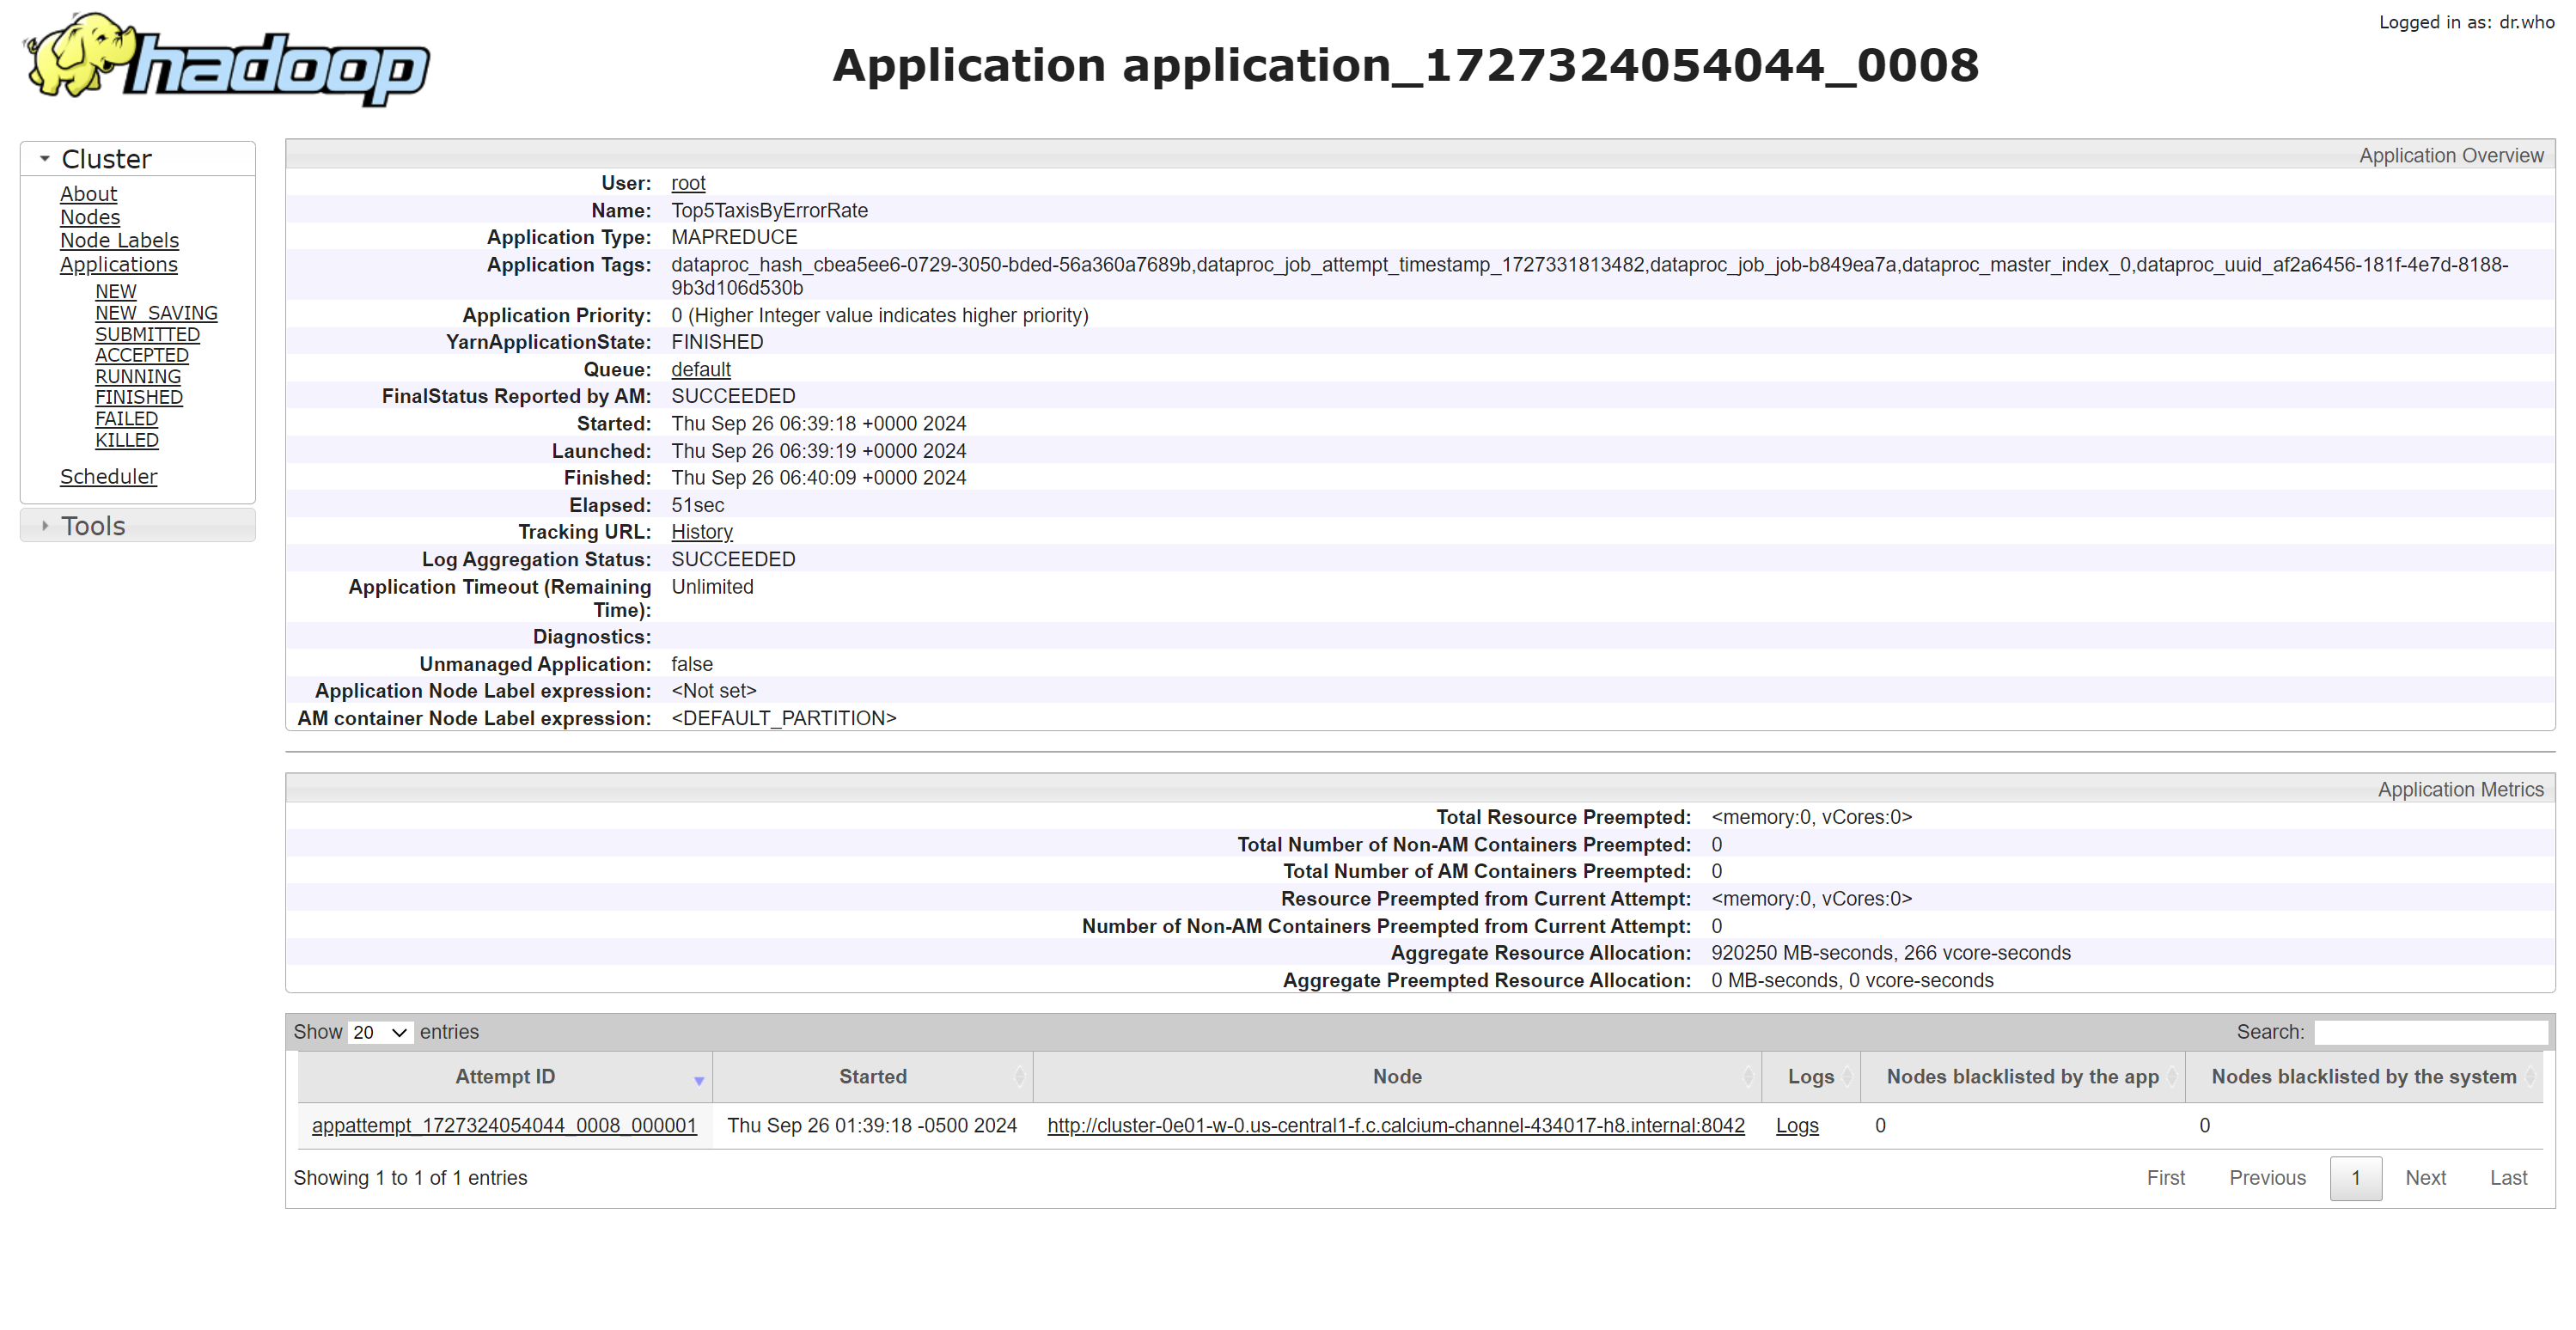 hadoop
Logged in as: dr.who
Application application_1727324054044_0008
Cluster
About
Nodes
Node Labels
Applications
NEW
NEW_SAVING
SUBMITTED
ACCEPTED
RUNNING
FINISHED
FAILED
KILLED
Scheduler
Tools
Application Overview
User: root
Name: Top5TaxisByErrorRate
Application Type: MAPREDUCE
Application Tags: dataproc_hash_cbea5ee6-0729-3050-bded-56a360a7689b,dataproc_job_attempt_timestamp_1727331813482,dataproc_job_job-b849ea7a,dataproc_master_index_0,dataproc_uuid_af2a6456-181f-4e7d-8188-
9b3d106d530b
Application Priority: 0 (Higher Integer value indicates higher priority)
YarnApplicationState: FINISHED
Queue: default
FinalStatus Reported by AM: SUCCEEDED
Started: Thu Sep 26 06:39:18 +0000 2024
Launched: Thu Sep 26 06:39:19 +0000 2024
Finished: Thu Sep 26 06:40:09 +0000 2024
Elapsed: 51sec
Tracking URL: History
Log Aggregation Status: SUCCEEDED
Application Timeout (Remaining Unlimited
Time):
Diagnostics:
Unmanaged Application: false
Application Node Label expression: <Not set>
AM container Node Label expression: <DEFAULT_PARTITION>
Application Metrics
Total Resource Preempted: <memory:0, vCores:0>
Total Number of Non-AM Containers Preempted: 0
Total Number of AM Containers Preempted: 0
Resource Preempted from Current Attempt: <memory:0, vCores:0>
Number of Non-AM Containers Preempted from Current Attempt: 0
Aggregate Resource Allocation: 920250 MB-seconds, 266 vcore-seconds
Aggregate Preempted Resource Allocation: 0 MB-seconds, 0 vcore-seconds
Show 20 entries Search:
Attempt ID Started Node Logs Nodes blacklisted by the app Nodes blacklisted by the system
appattempt_1727324054044_0008_000001 Thu Sep 26 01:39:18 -0500 2024 http://cluster-0e01-w-0.us-central1-f.c.calcium-channel-434017-h8.internal:8042 Logs 0 0
Showing 1 to 1 of 1 entries First Previous 1 Next Last